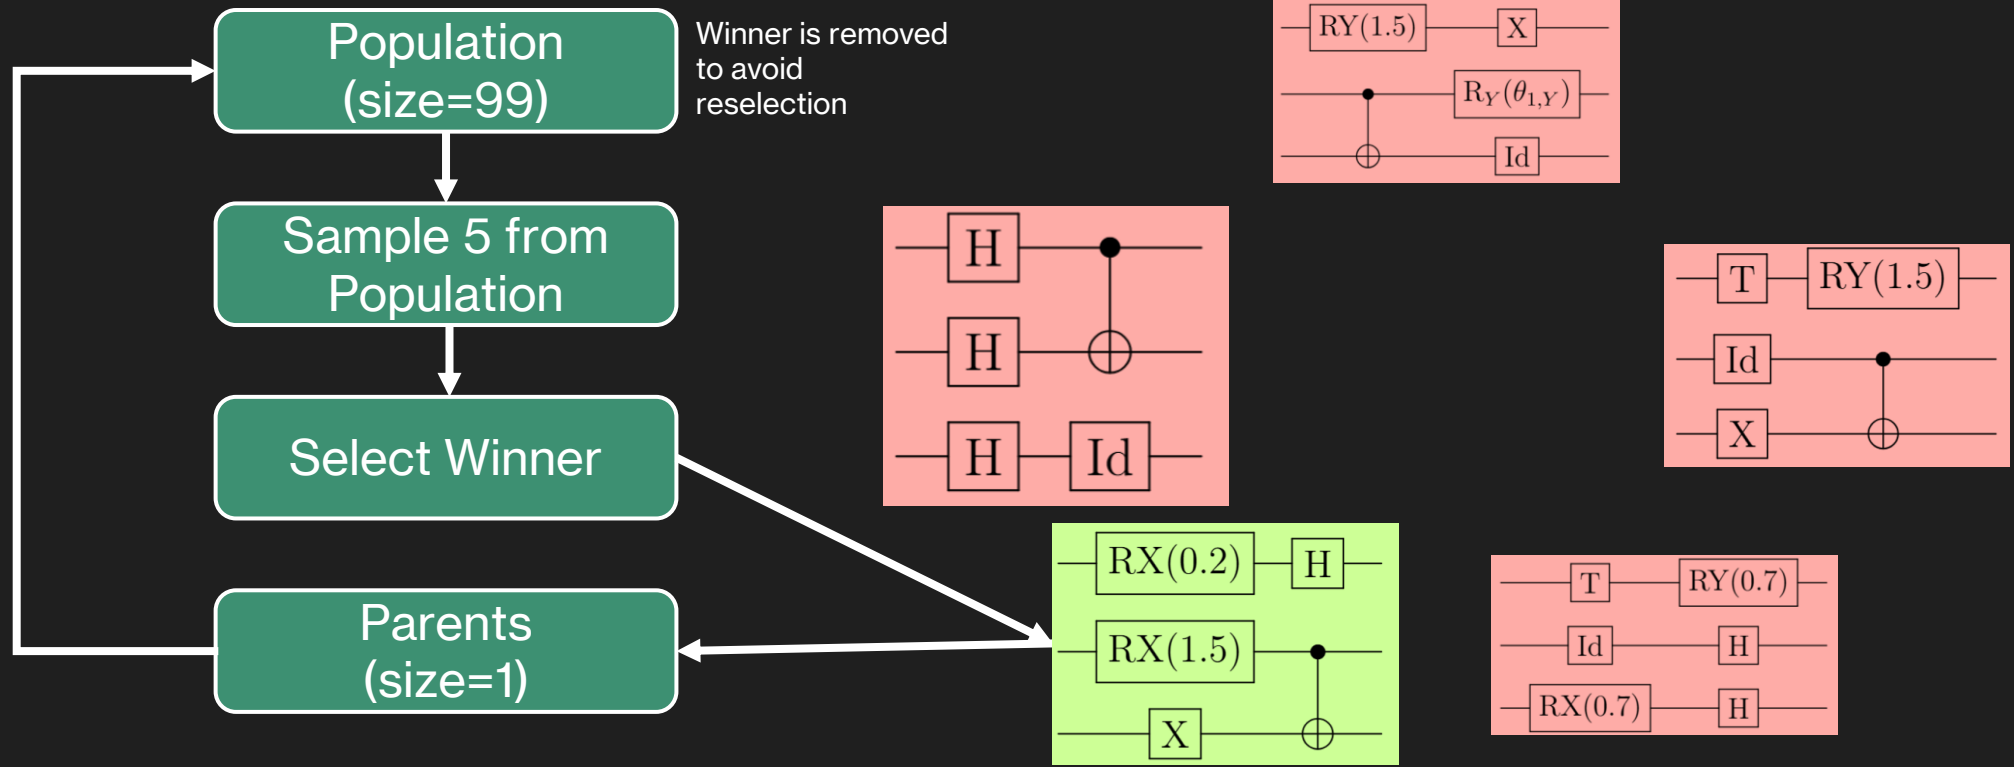 Population
(size=99)
Winner is removed
to avoid
reselection
Sample 5 from
Population
Select Winner
Parents
(size=1)
RY(1.5) X
R_Y(θ_{1,Y})
Id
H
H
H Id
T RY(1.5)
Id
X
RX(0.2) H
RX(1.5)
X
T RY(0.7)
Id H
RX(0.7) H